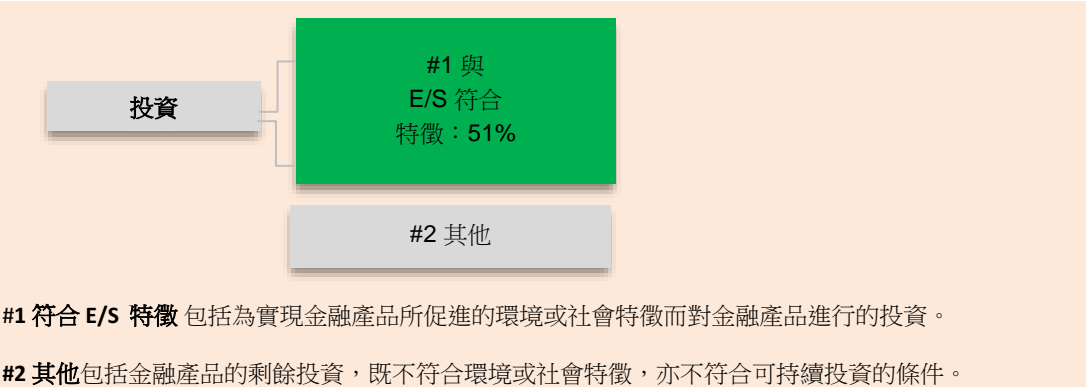 投資
#1 與
E/S 符合
特徵：51%
#2 其他
#1 符合 E/S 特徵 包括為實現金融產品所促進的環境或社會特徵而對金融產品進行的投資。
#2 其他包括金融產品的剩餘投資，既不符合環境或社會特徵，亦不符合可持續投資的條件。